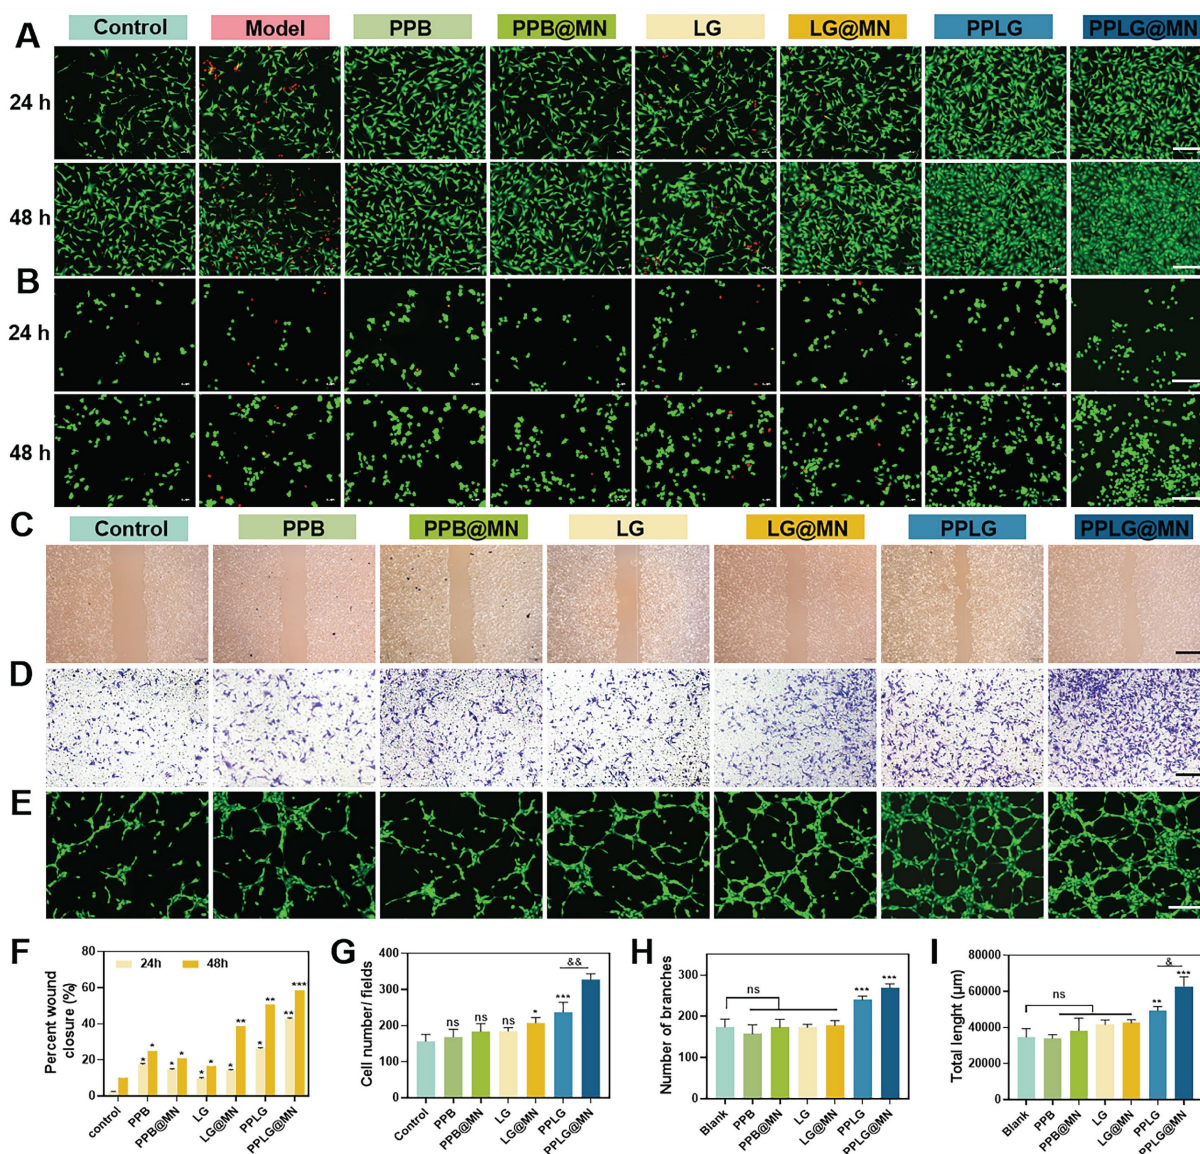 A
Control Model PPB PPB@MN LG LG@MN PPLG PPLG@MN
24 h
48 h
B
24 h
48 h
C
Control PPB PPB@MN LG LG@MN PPLG PPLG@MN
D
E
F
Percent wound closure (%)
80
60
40
20
0
24h 48h
* * * * * * * ** * ** ** ***
control PPB PPB@MN LG LG@MN PPLG PPLG@MN
G
Cell number/ fields
400
300
200
100
0
ns ns ns * *** &&
Control PPB PPB@MN LG LG@MN PPLG PPLG@MN
H
Number of branches
300
200
100
0
ns *** ***
Blank PPB PPB@MN LG LG@MN PPLG PPLG@MN
I
Total lenght (μm)
80000
60000
40000
20000
0
ns ** & ***
Blank PPB PPB@MN LG LG@MN PPLG PPLG@MN